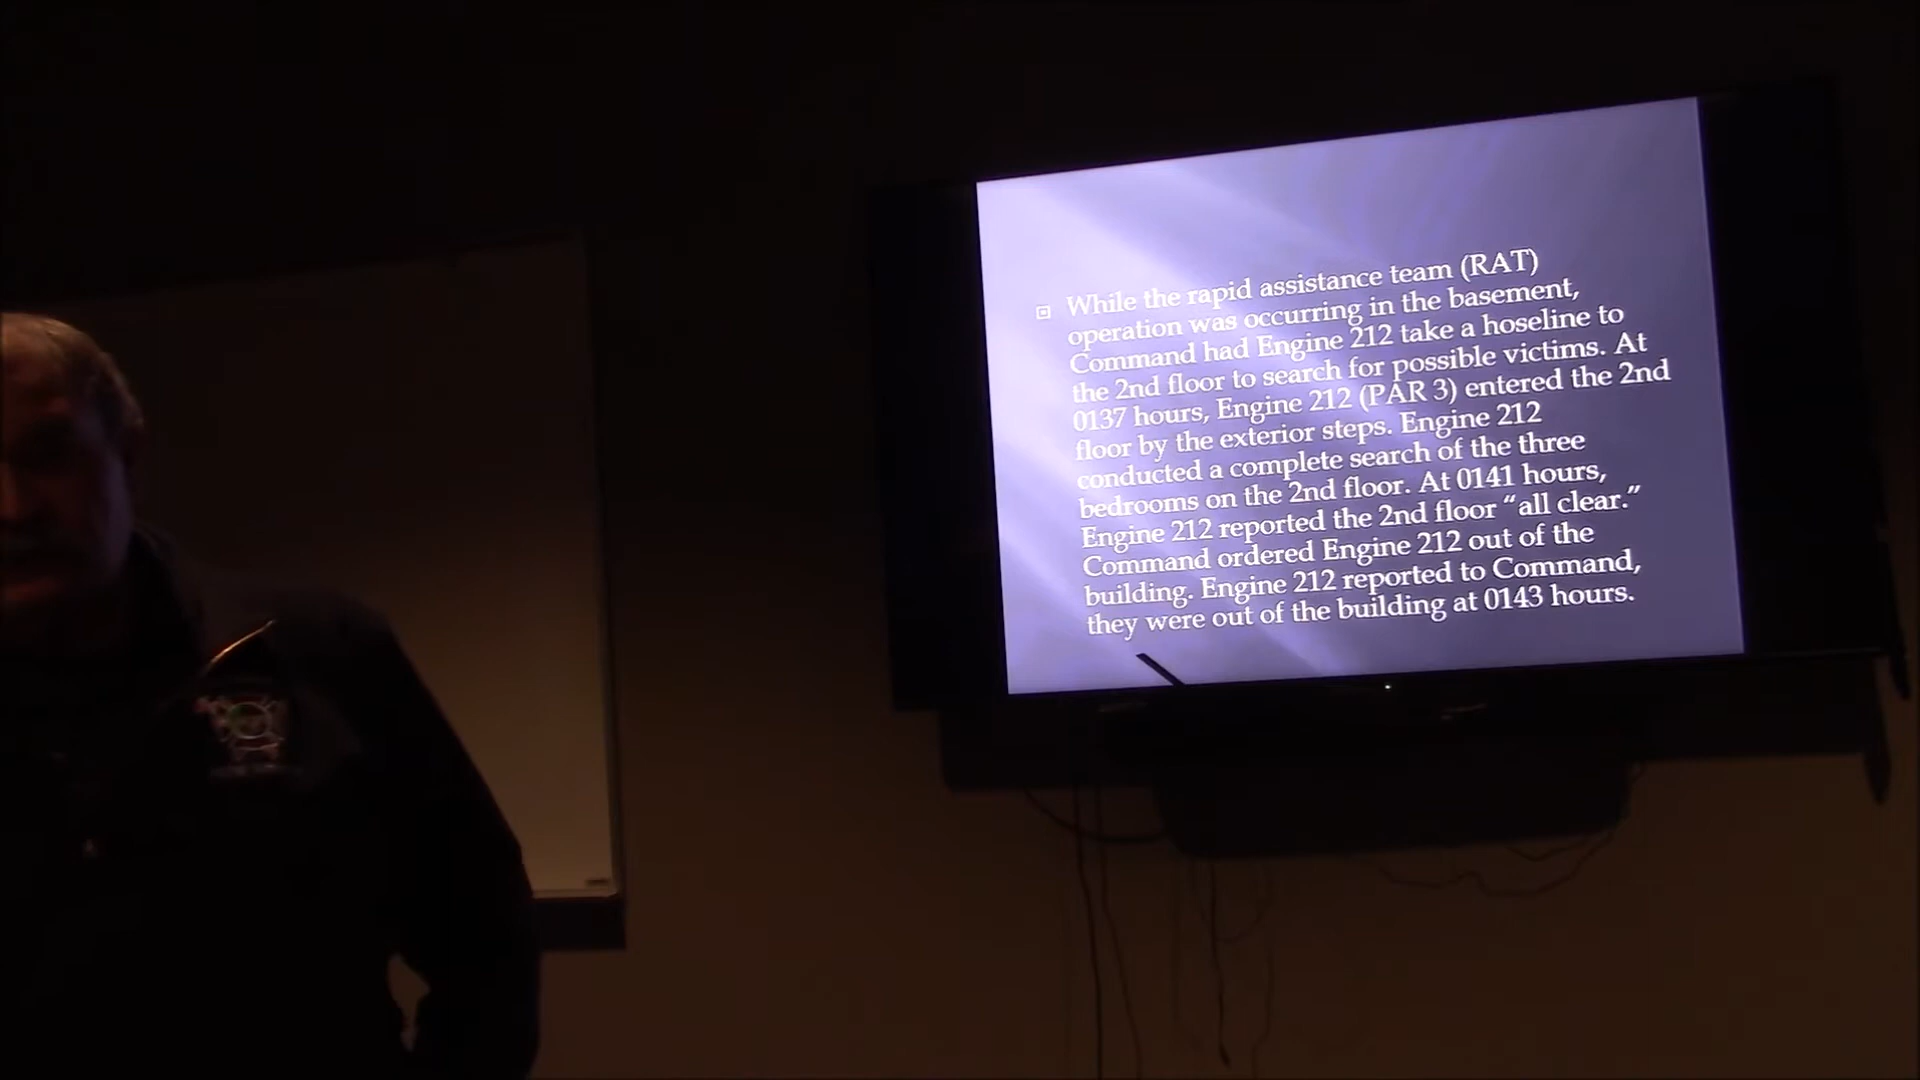 While the rapid assistance team (RAT)
operation was occurring in the basement,
Command had Engine 212 take a hoseline to
the 2nd floor to search for possible victims. At
0137 hours, Engine 212 (PAR 3) entered the 2nd
floor by the exterior steps. Engine 212
conducted a complete search of the three
bedrooms on the 2nd floor. At 0141 hours,
Engine 212 reported the 2nd floor “all clear.”
Command ordered Engine 212 out of the
building. Engine 212 reported to Command,
they were out of the building at 0143 hours.